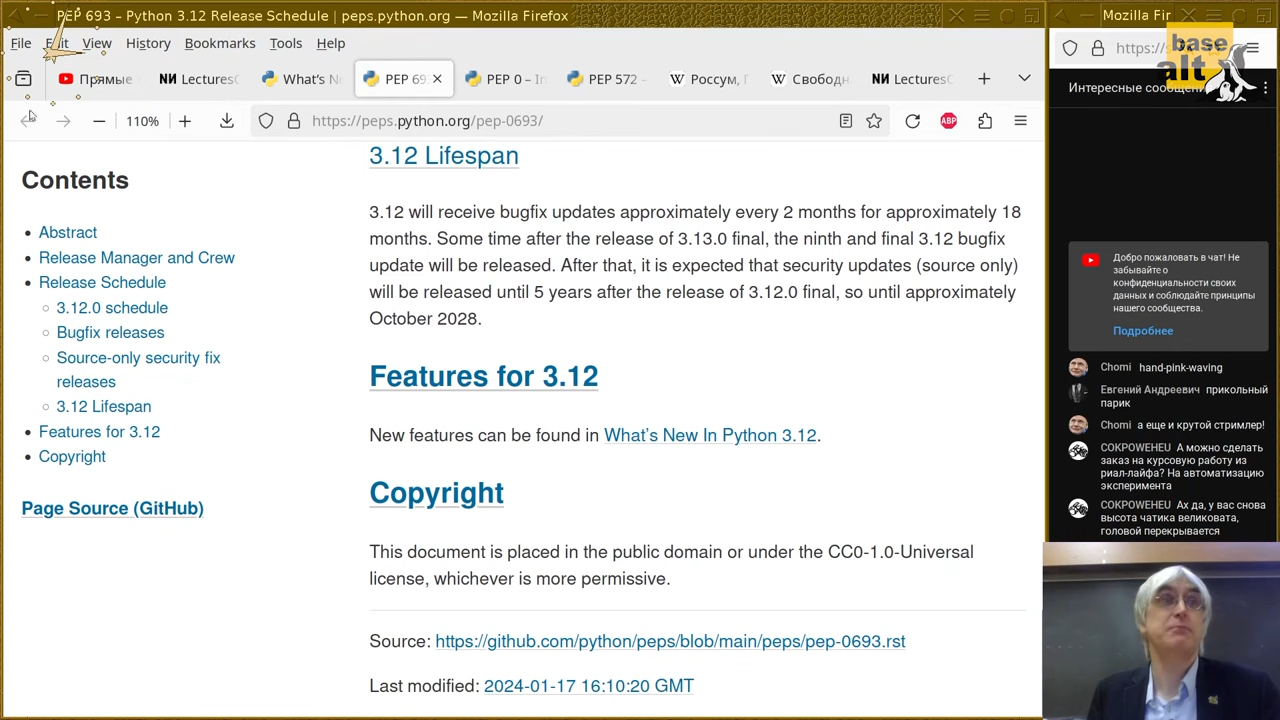 PEP 693 – Python 3.12 Release Schedule | peps.python.org — Mozilla Firefox
Mozilla Fir
File Edit View History Bookmarks Tools Help
Прямые
LecturesC
What's N
PEP 69
PEP 0 – In
PEP 572 –
Россум, Г
Свободн
LecturesC
110%
https://peps.python.org/pep-0693/
ABP
https://s
base
alt
Интересные сообщени
Contents
Abstract
Release Manager and Crew
Release Schedule
3.12.0 schedule
Bugfix releases
Source-only security fix
releases
3.12 Lifespan
Features for 3.12
Copyright
Page Source (GitHub)
3.12 Lifespan
3.12 will receive bugfix updates approximately every 2 months for approximately 18
months. Some time after the release of 3.13.0 final, the ninth and final 3.12 bugfix
update will be released. After that, it is expected that security updates (source only)
will be released until 5 years after the release of 3.12.0 final, so until approximately
October 2028.
Features for 3.12
New features can be found in What's New In Python 3.12.
Copyright
This document is placed in the public domain or under the CC0-1.0-Universal
license, whichever is more permissive.
Source: https://github.com/python/peps/blob/main/peps/pep-0693.rst
Last modified: 2024-01-17 16:10:20 GMT
Добро пожаловать в чат! Не
забывайте о
конфиденциальности своих
данных и соблюдайте принципы
нашего сообщества.
Подробнее
Chomi hand-pink-waving
Евгений Андреевич прикольный
парик
Chomi а еще и крутой стример!
COKPOWEHEU А можно сделать
заказ на курсовую работу из
риал-лайфа? На автоматизацию
эксперимента
COKPOWEHEU Ах да, у вас снова
высота чатика великовата,
головой перекрывается